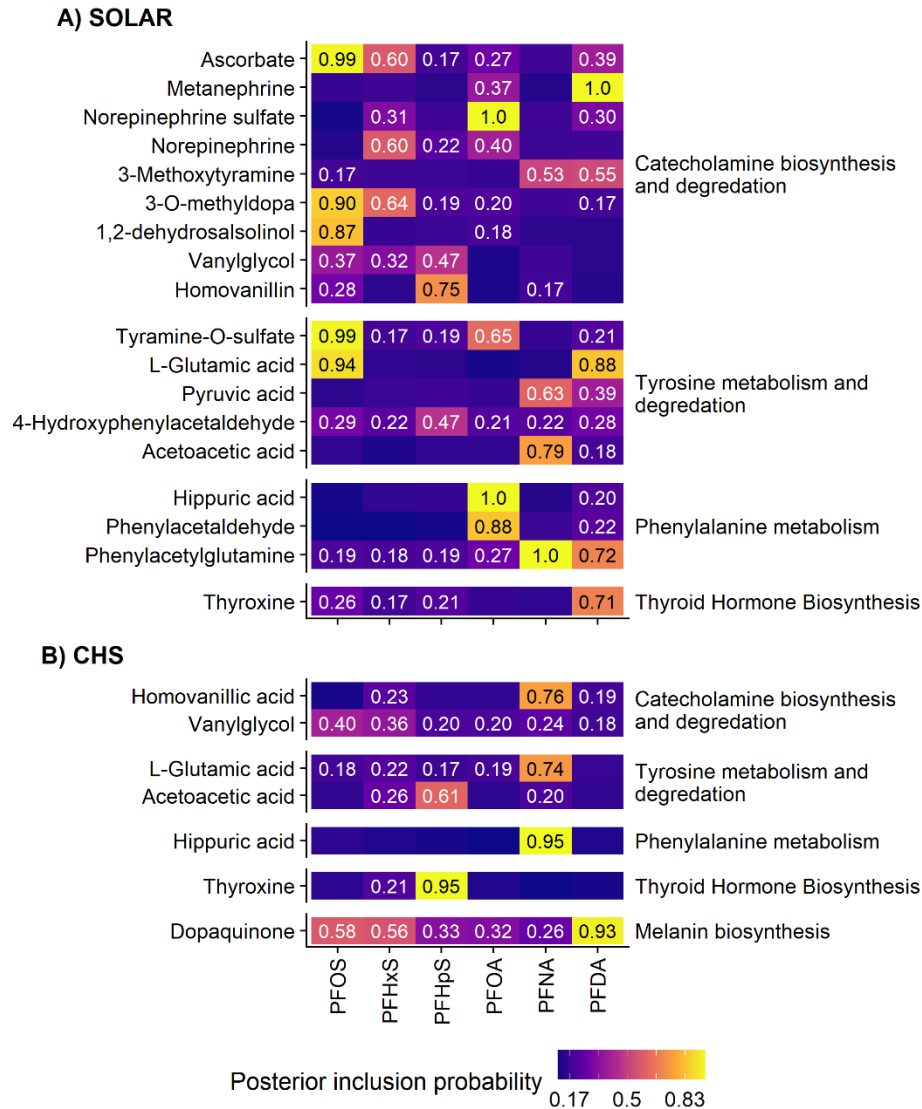 A) SOLAR
Ascorbate 0.99 0.60 0.17 0.27 0.39
Metanephrine 0.37 1.0
Norepinephrine sulfate 0.31 1.0 0.30
Norepinephrine 0.60 0.22 0.40
3-Methoxytyramine 0.17 0.53 0.55
3-O-methyldopa 0.90 0.64 0.19 0.20 0.17
1,2-dehydrosalsolinol 0.87 0.18
Vanylglycol 0.37 0.32 0.47
Homovanillin 0.28 0.75 0.17
Catecholamine biosynthesis
and degredation
Tyramine-O-sulfate 0.99 0.17 0.19 0.65 0.21
L-Glutamic acid 0.94 0.88
Pyruvic acid 0.63 0.39
4-Hydroxyphenylacetaldehyde 0.29 0.22 0.47 0.21 0.22 0.28
Acetoacetic acid 0.79 0.18
Tyrosine metabolism and
degredation
Hippuric acid 1.0 0.20
Phenylacetaldehyde 0.88 0.22
Phenylacetylglutamine 0.19 0.18 0.19 0.27 1.0 0.72
Phenylalanine metabolism
Thyroxine 0.26 0.17 0.21 0.71 Thyroid Hormone Biosynthesis
B) CHS
Homovanillic acid 0.23 0.76 0.19
Vanylglycol 0.40 0.36 0.20 0.20 0.24 0.18
Catecholamine biosynthesis
and degredation
L-Glutamic acid 0.18 0.22 0.17 0.19 0.74
Acetoacetic acid 0.26 0.61 0.20
Tyrosine metabolism and
degredation
Hippuric acid 0.95 Phenylalanine metabolism
Thyroxine 0.21 0.95 Thyroid Hormone Biosynthesis
Dopaquinone 0.58 0.56 0.33 0.32 0.26 0.93 Melanin biosynthesis
PFOS PFHxS PFHpS PFOA PFNA PFDA
Posterior inclusion probability
0.17 0.5 0.83